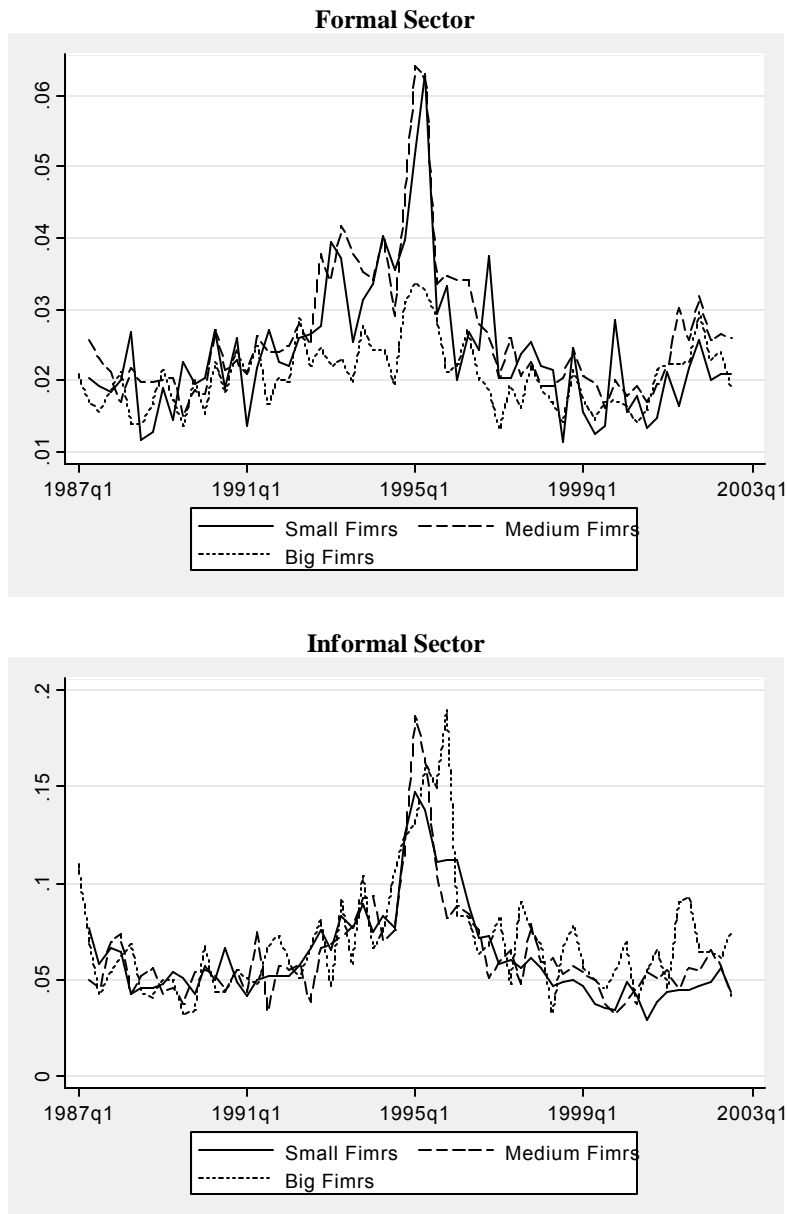 Formal Sector
.06
.05
.04
.03
.02
.01
1987q1 1991q1 1995q1 1999q1 2003q1
Small Fimrs Medium Fimrs
Big Fimrs
Informal Sector
.2
.15
.1
.05
0
1987q1 1991q1 1995q1 1999q1 2003q1
Small Fimrs Medium Fimrs
Big Fimrs